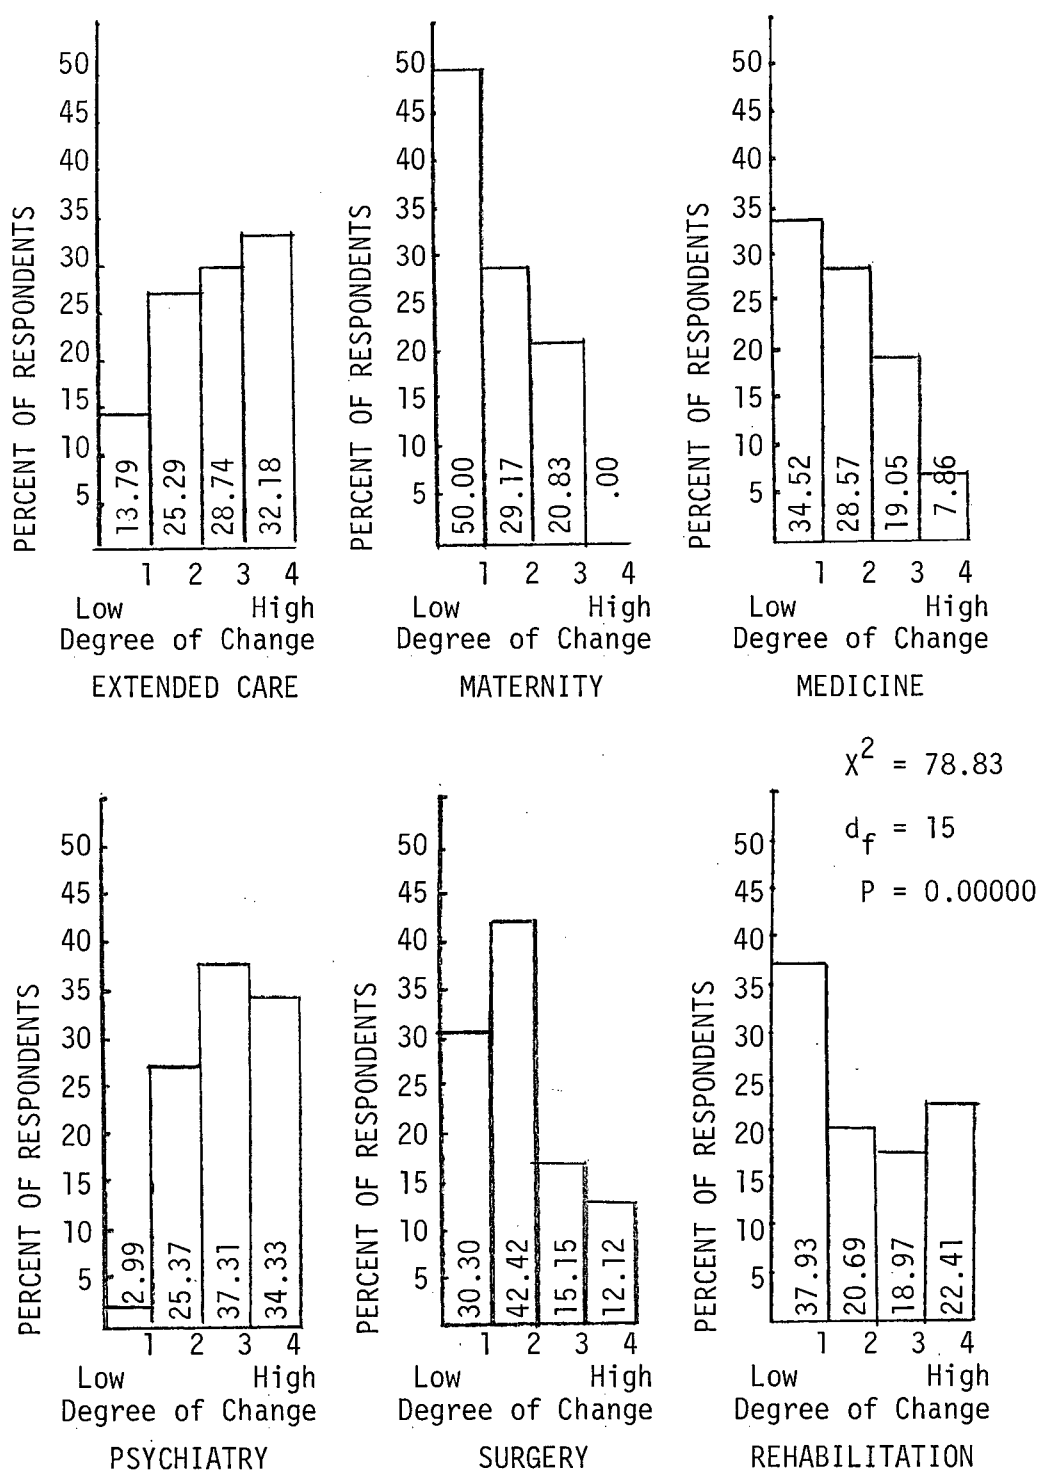 50
45
40
35
30
25
20
15
10
5
PERCENT OF RESPONDENTS
13.79
25.29
28.74
32.18
1 2 3 4
Low High
Degree of Change
EXTENDED CARE
50
45
40
35
30
25
20
15
10
5
PERCENT OF RESPONDENTS
50.00
29.17
20.83
.00
1 2 3 4
Low High
Degree of Change
MATERNITY
50
45
40
35
30
25
20
15
10
5
PERCENT OF RESPONDENTS
34.52
28.57
19.05
7.86
1 2 3 4
Low High
Degree of Change
MEDICINE
X² = 78.83
d_f = 15
P = 0.00000
50
45
40
35
30
25
20
15
10
5
PERCENT OF RESPONDENTS
2.99
25.37
37.31
34.33
1 2 3 4
Low High
Degree of Change
PSYCHIATRY
50
45
40
35
30
25
20
15
10
5
PERCENT OF RESPONDENTS
30.30
42.42
15.15
12.12
1 2 3 4
Low High
Degree of Change
SURGERY
50
45
40
35
30
25
20
15
10
5
PERCENT OF RESPONDENTS
37.93
20.69
18.97
22.41
1 2 3 4
Low High
Degree of Change
REHABILITATION